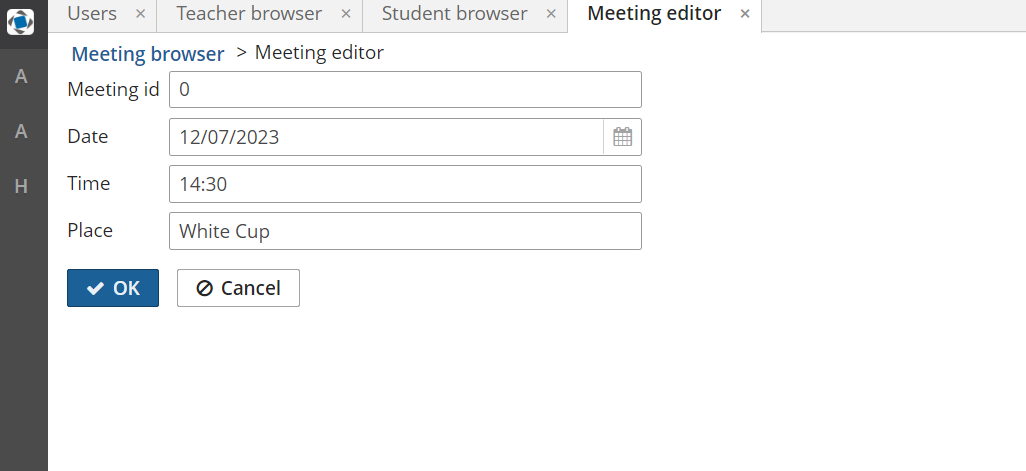 Users × Teacher browser × Student browser × Meeting editor ×
Meeting browser > Meeting editor
A
Meeting id 0
A
Date 12/07/2023
H
Time 14:30
Place White Cup
OK Cancel